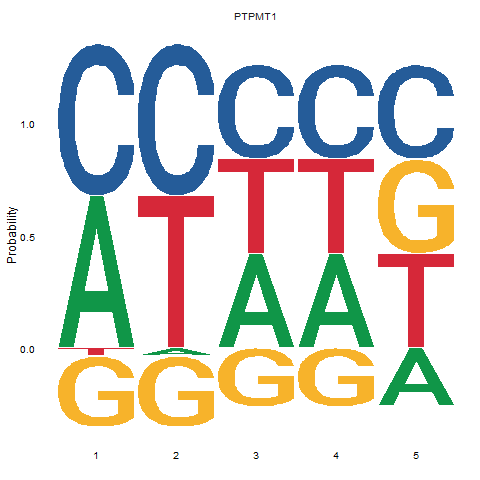 PTPMT1
Probability
1.0
0.5
0.0
C C C C C
A T T T G
T A A A T
G G G G A
1 2 3 4 5